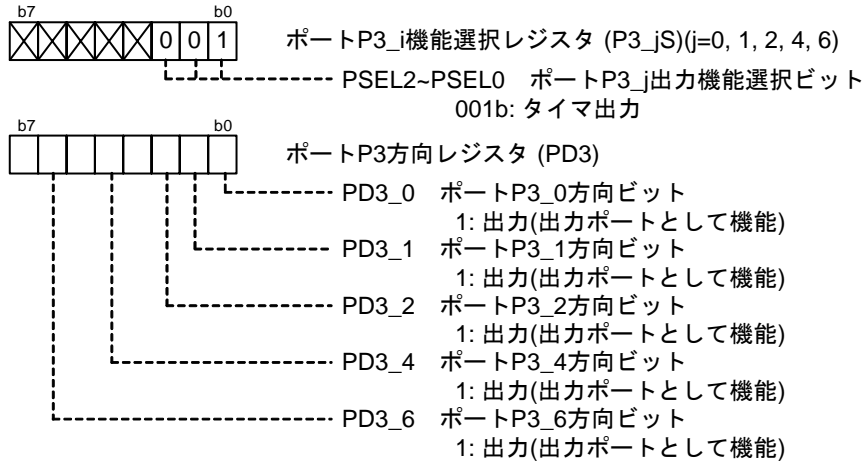 b7 b0
0 0 1 ポートP3_i機能選択レジスタ (P3_jS)(j=0, 1, 2, 4, 6)
PSEL2~PSEL0 ポートP3_j出力機能選択ビット
001b: タイマ出力
b7 b0
ポートP3方向レジスタ (PD3)
PD3_0 ポートP3_0方向ビット
1: 出力(出力ポートとして機能)
PD3_1 ポートP3_1方向ビット
1: 出力(出力ポートとして機能)
PD3_2 ポートP3_2方向ビット
1: 出力(出力ポートとして機能)
PD3_4 ポートP3_4方向ビット
1: 出力(出力ポートとして機能)
PD3_6 ポートP3_6方向ビット
1: 出力(出力ポートとして機能)